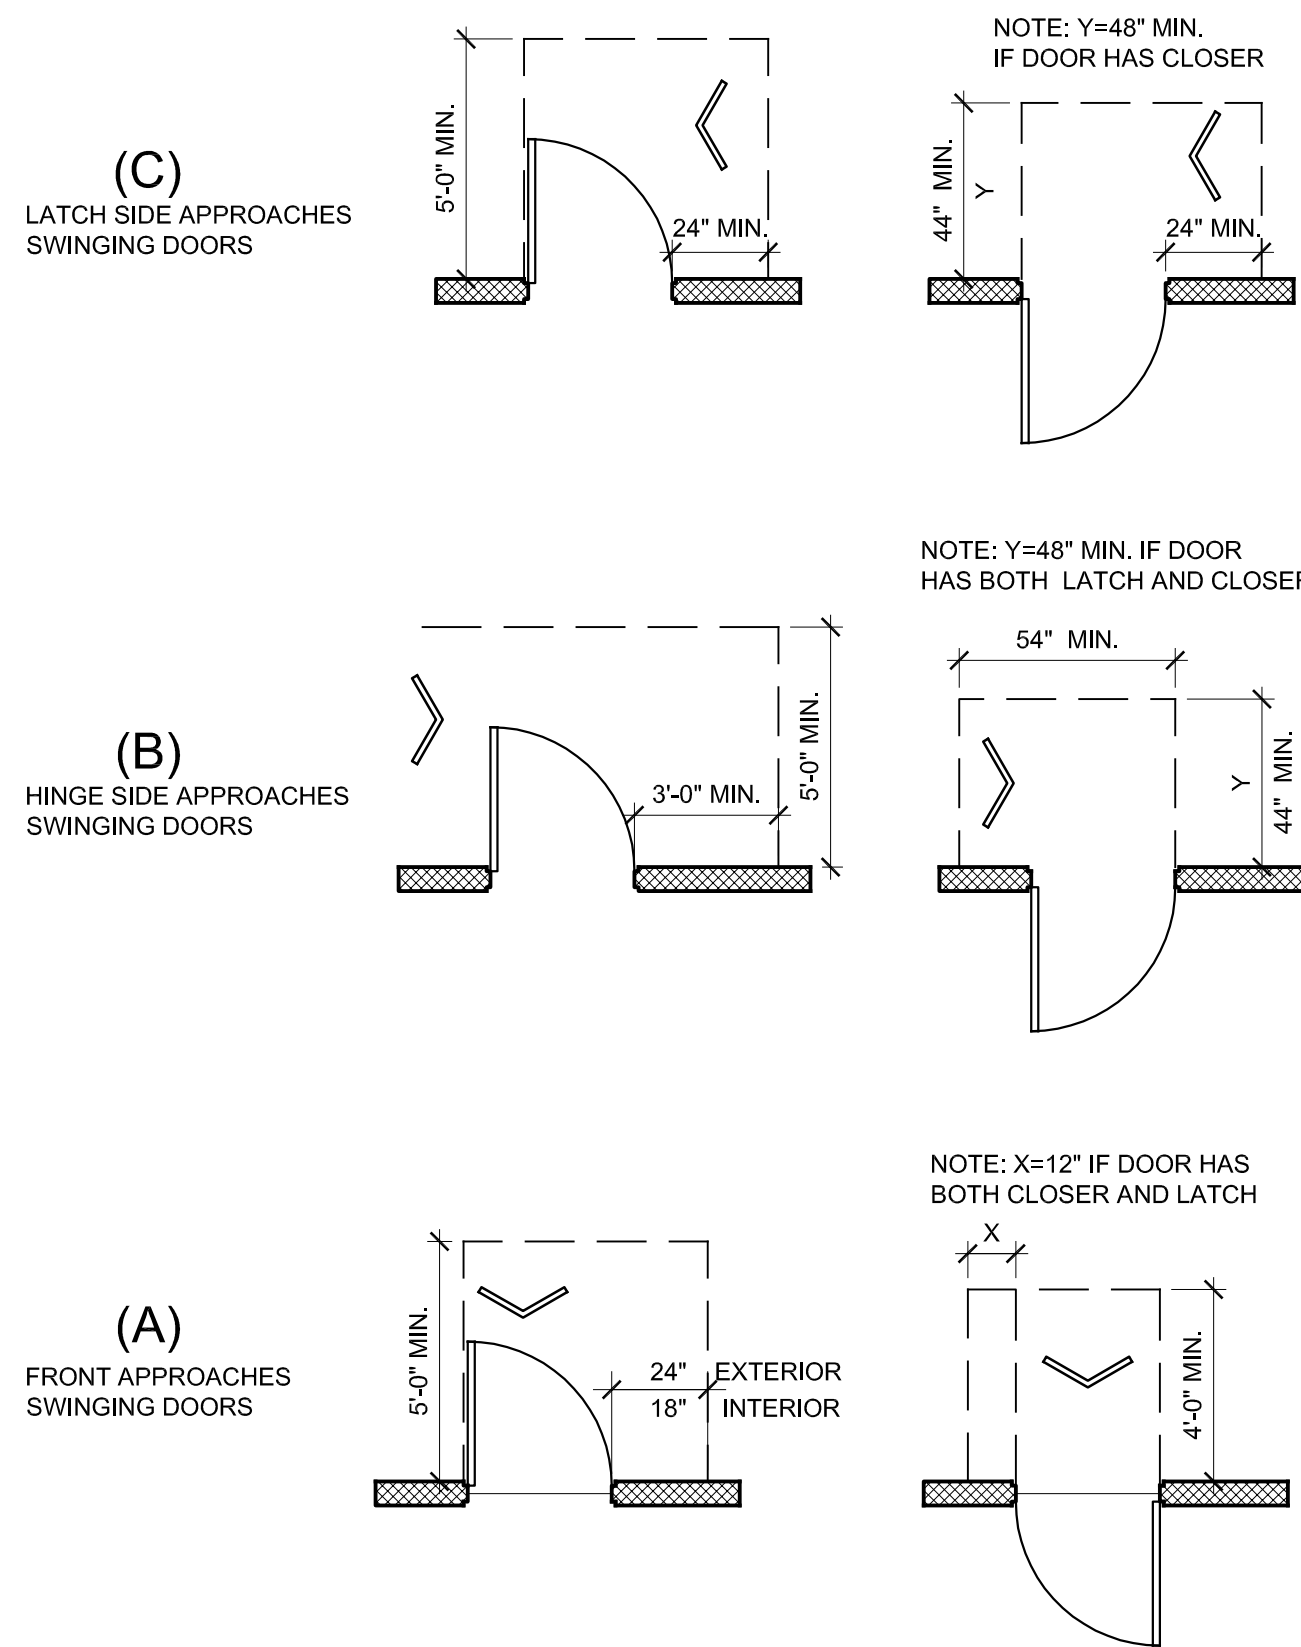 (C)
LATCH SIDE APPROACHES
SWINGING DOORS
5'-0" MIN.
24" MIN.
NOTE: Y=48" MIN.
IF DOOR HAS CLOSER
44" MIN.
Y
24" MIN.
(B)
HINGE SIDE APPROACHES
SWINGING DOORS
3'-0" MIN.
5'-0" MIN.
NOTE: Y=48" MIN. IF DOOR
HAS BOTH LATCH AND CLOSER
54" MIN.
Y
44" MIN.
(A)
FRONT APPROACHES
SWINGING DOORS
5'-0" MIN.
24" EXTERIOR
18" INTERIOR
NOTE: X=12" IF DOOR HAS
BOTH CLOSER AND LATCH
X
4'-0" MIN.